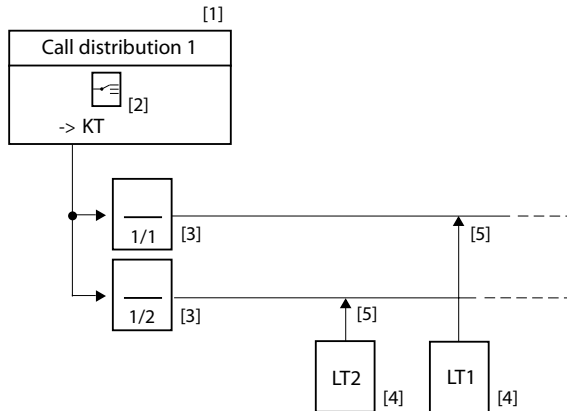 [1]
Call distribution 1
[2]
-> KT
1/1 [3]
[5]
1/2 [3]
[5]
LT2 [4]
LT1 [4]